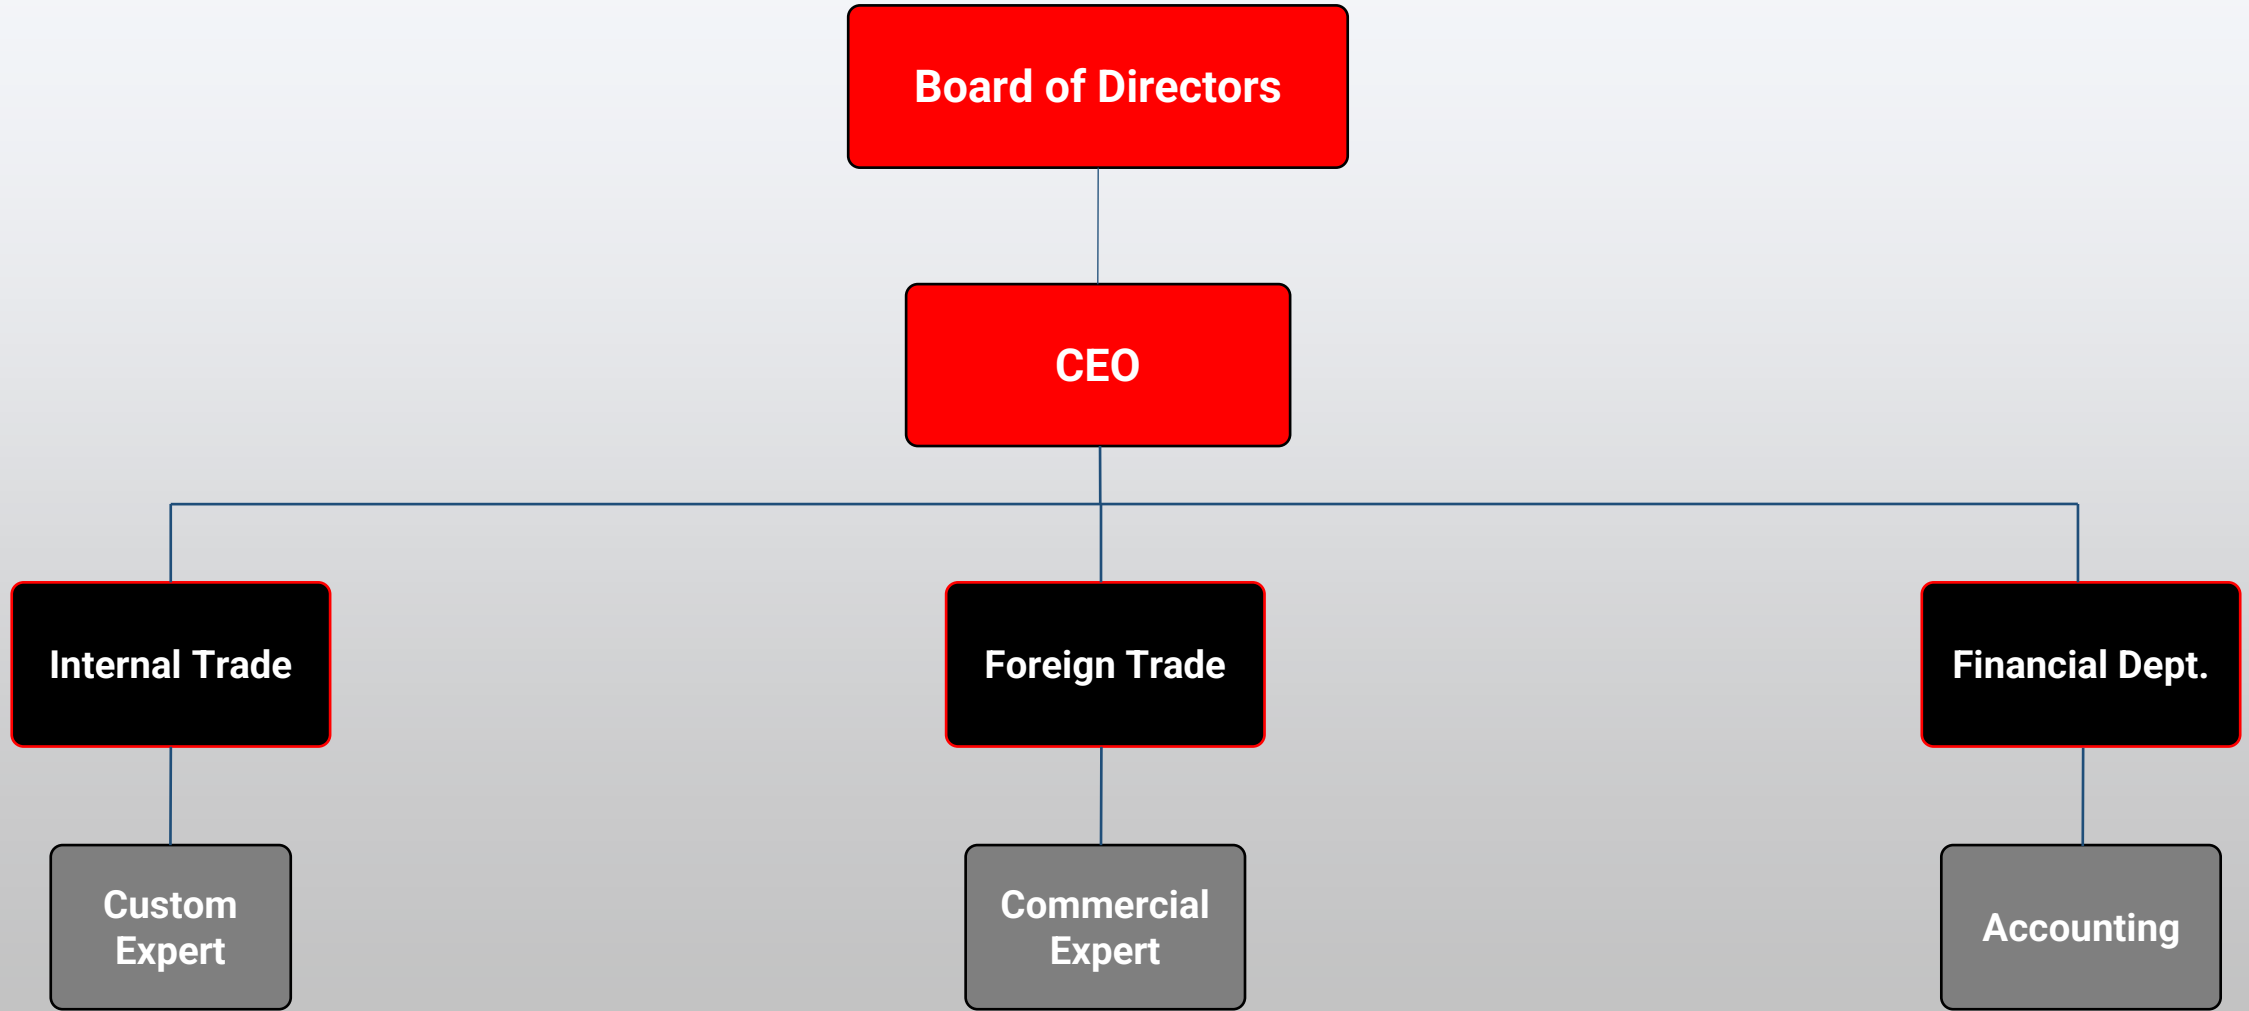 Board of Directors
CEO
Internal Trade
Foreign Trade
Financial Dept.
Custom
Expert
Commercial
Expert
Accounting